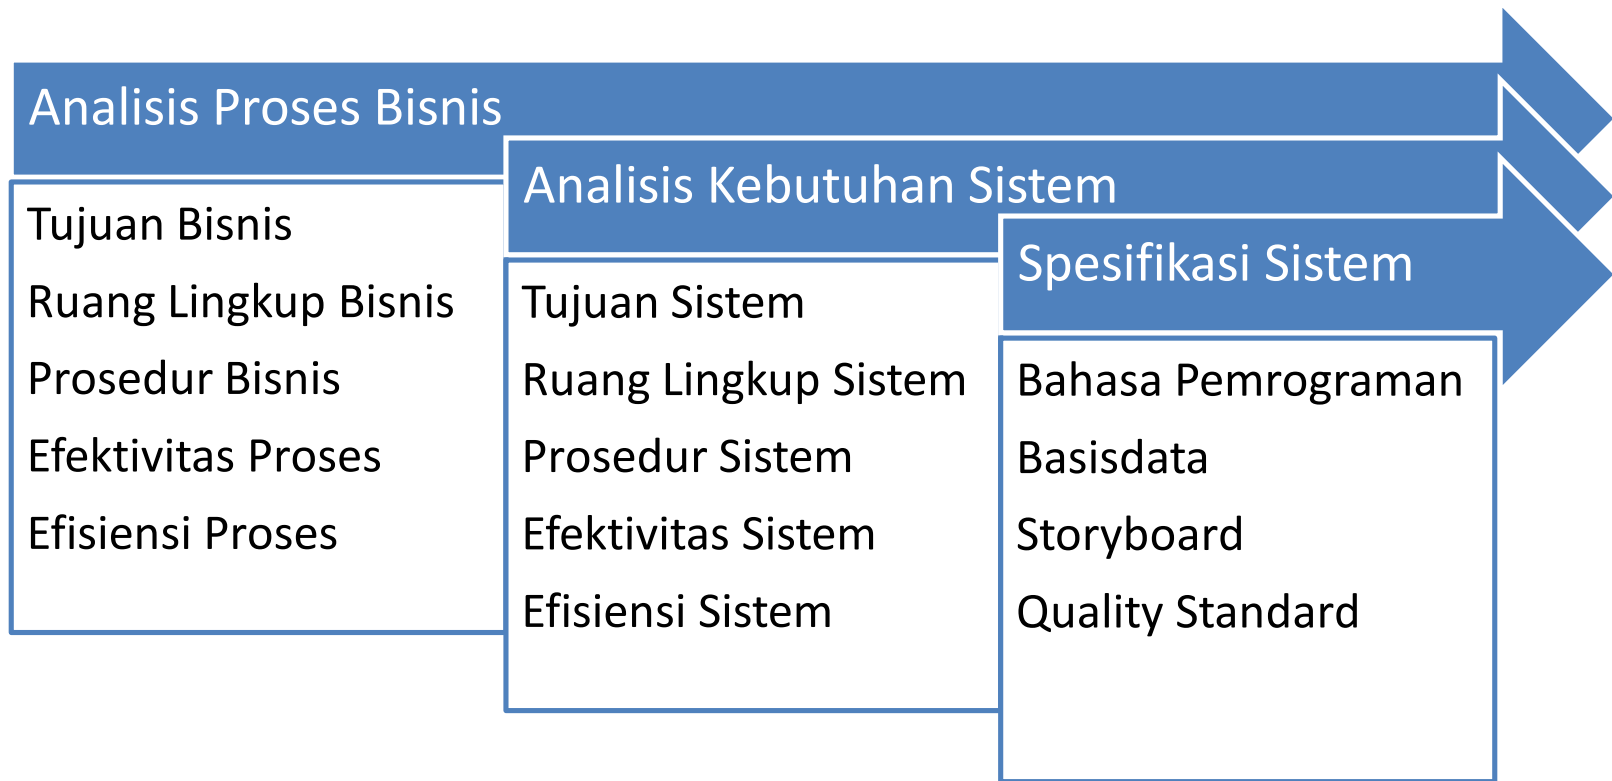 Analisis Proses Bisnis
Tujuan Bisnis
Ruang Lingkup Bisnis
Prosedur Bisnis
Efektivitas Proses
Efisiensi Proses
Analisis Kebutuhan Sistem
Tujuan Sistem
Ruang Lingkup Sistem
Prosedur Sistem
Efektivitas Sistem
Efisiensi Sistem
Spesifikasi Sistem
Bahasa Pemrograman
Basisdata
Storyboard
Quality Standard